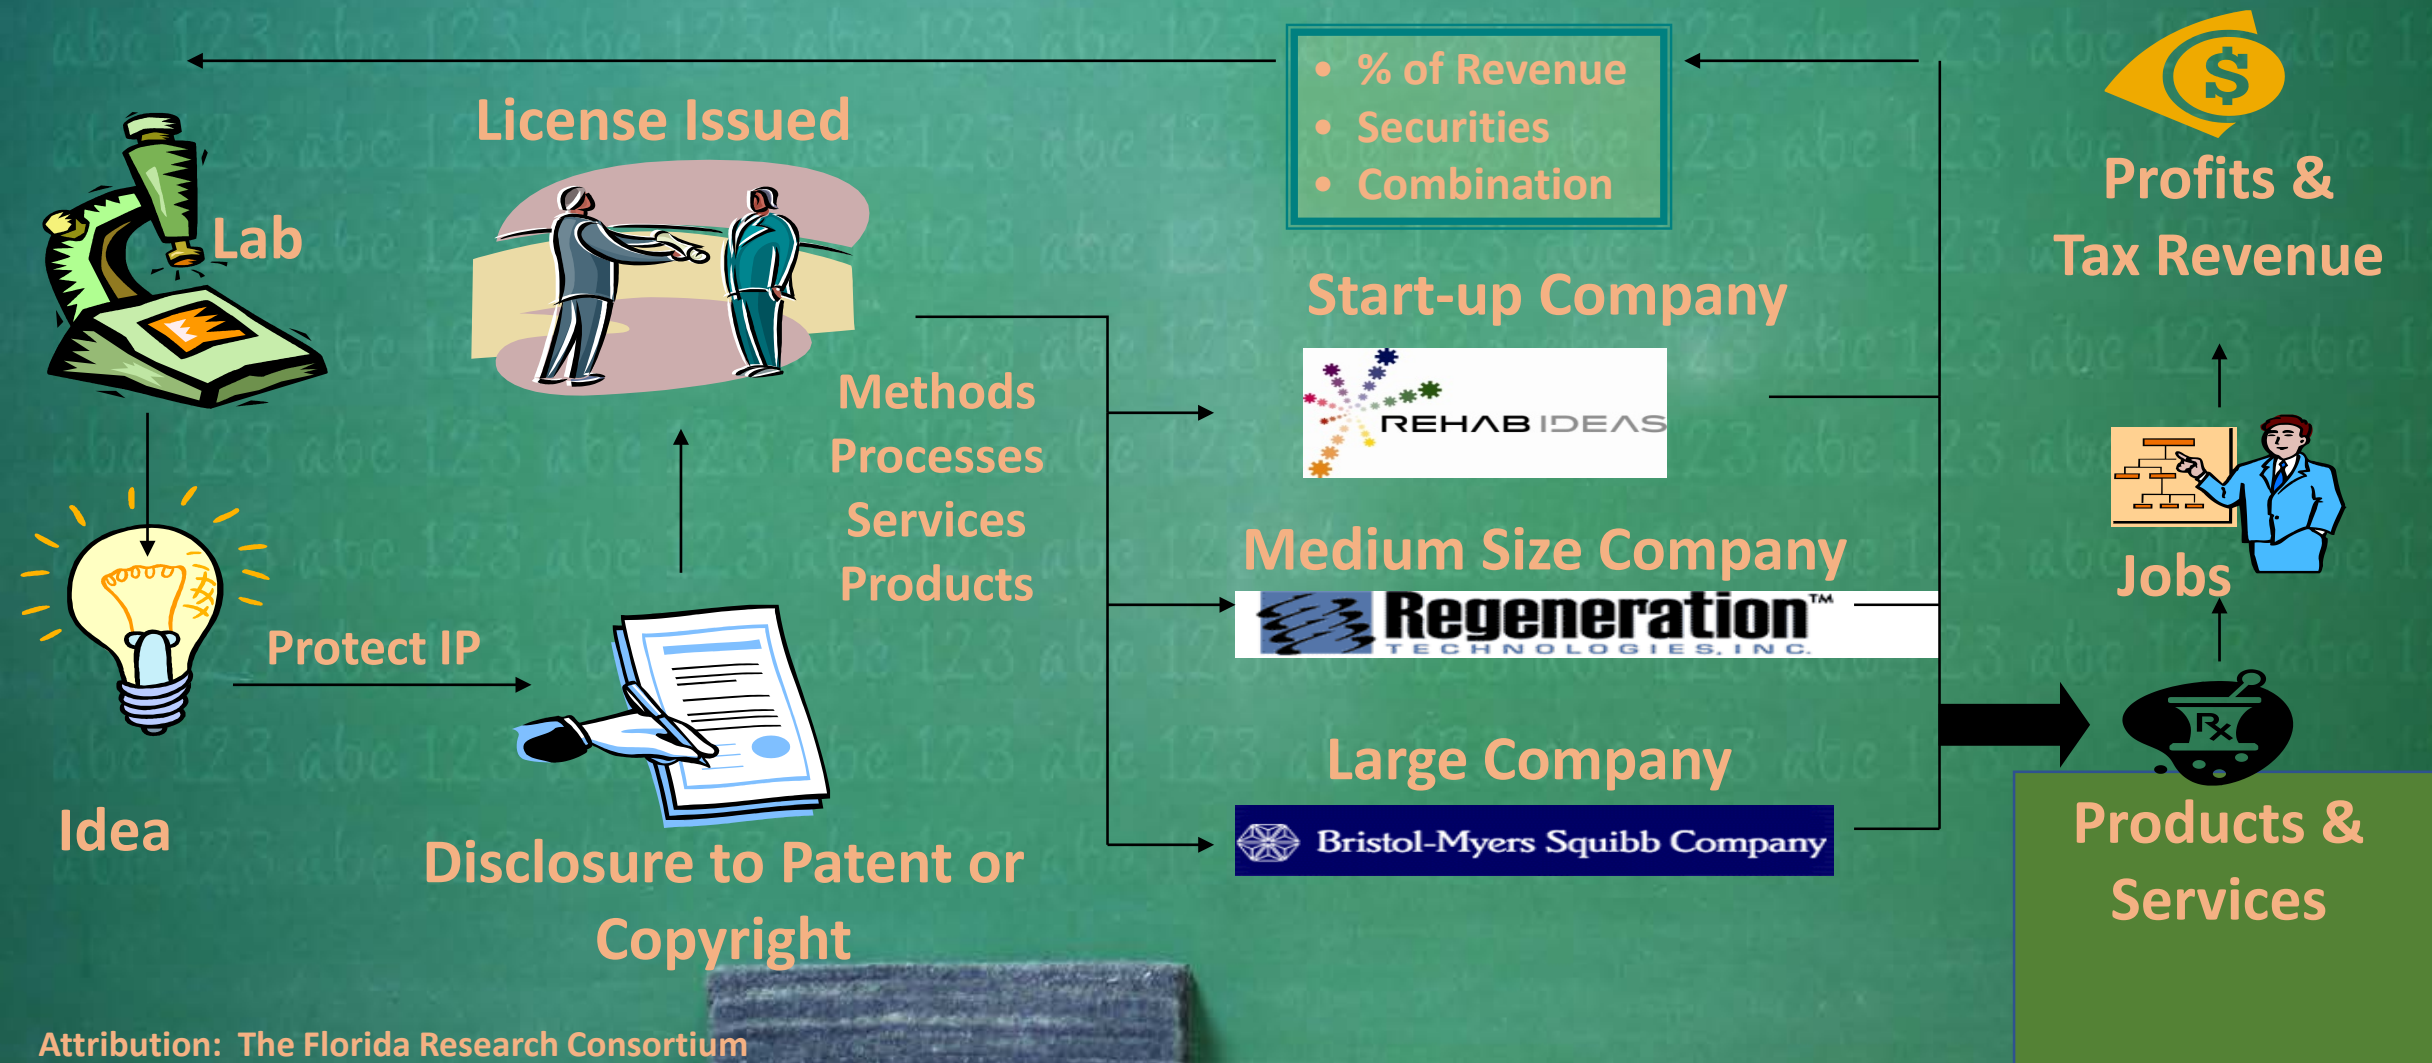 • % of Revenue
• Securities
• Combination
License Issued
Lab
Profits &
Tax Revenue
Start-up Company
REHAB IDEAS
Methods
Processes
Services
Products
Medium Size Company
Regeneration™
TECHNOLOGIES, INC.
Jobs
Protect IP
Rx
Large Company
Bristol-Myers Squibb Company
Idea
Disclosure to Patent or
Copyright
Products &
Services
$
Attribution: The Florida Research Consortium